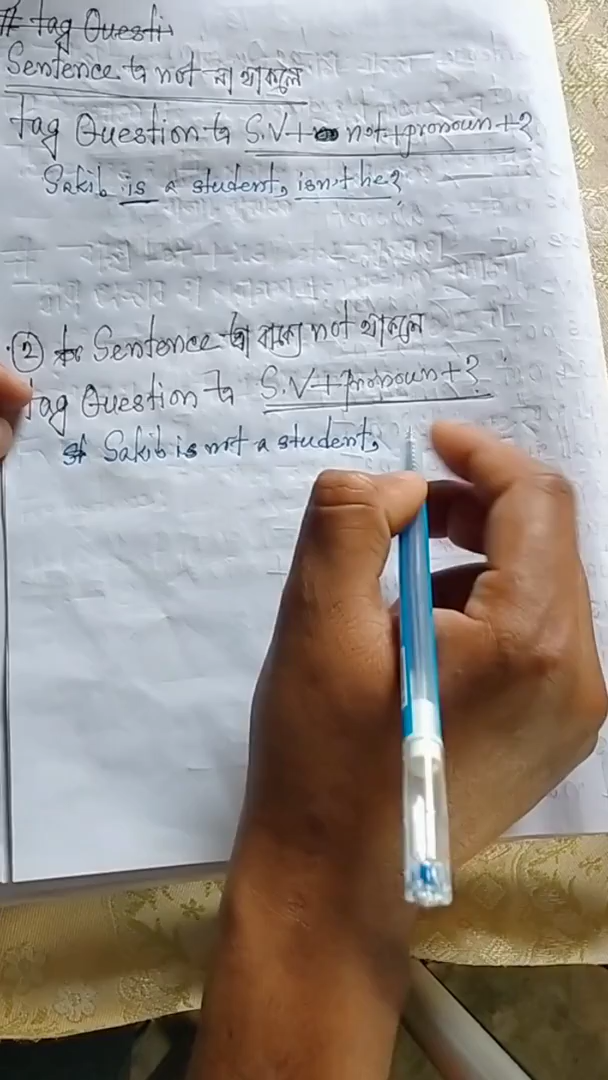 # tag Questi
Sentence এ not না থাকলে
tag Question এ S.V+ not+pronoun+?
Sakib is a student, isn't he?
② Sentence বাক্যে not থাকলে
tag Question এ S.V+pronoun+?
Sakib is not a student,